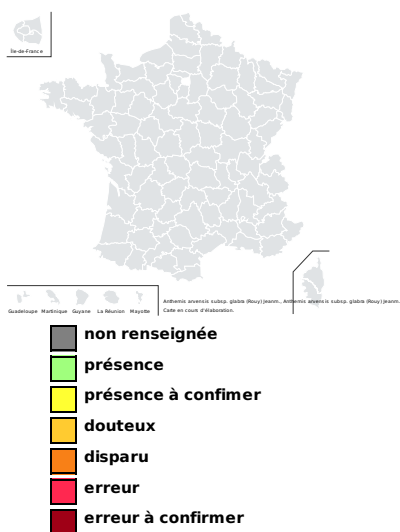 Île-de-France
Guadeloupe Martinique Guyane La Réunion Mayotte
Anthemis arvensis subsp. glabra (Rouy) Jeanm., Anthemis arvensis subsp. glabra (Rouy) Jeanm.
Carte en cours d'élaboration.
non renseignée
présence
présence à confimer
douteux
disparu
erreur
erreur à confirmer